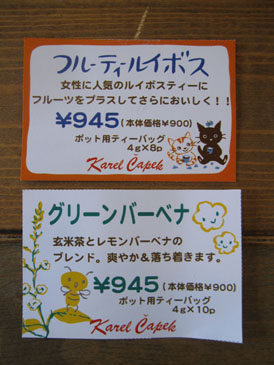 フルーティールイボス
女性に人気のルイボスティーに
フルーツをプラスしてさらにおいしく!!
¥945(本体価格¥900)
ポット用ティーバッグ
4g×8p
Karel Čapek
グリーンバーベナ
玄米茶とレモンバーベナの
ブレンド。爽やか&落ち着きます。
¥945(本体価格¥900)
ポット用ティーバッグ
4g×10p
Karel Čapek